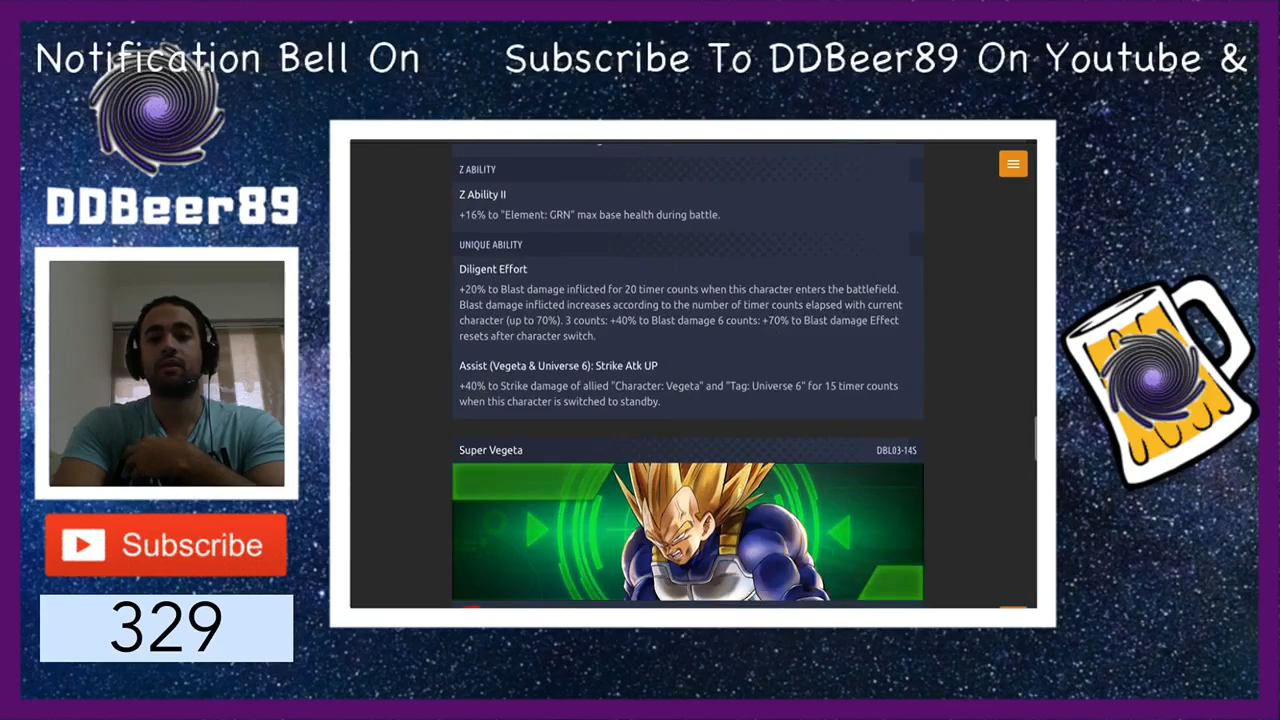 Notification Bell On Subscribe To DDBeer89 On Youtube &
DDBeer89
Z ABILITY
Z Ability II
+16% to "Element: GRN" max base health during battle.
UNIQUE ABILITY
Diligent Effort
+20% to Blast damage inflicted for 20 timer counts when this character enters the battlefield.
Blast damage inflicted increases according to the number of timer counts elapsed with current
character (up to 70%). 3 counts: +40% to Blast damage 6 counts: +70% to Blast damage Effect
resets after character switch.
Assist (Vegeta & Universe 6): Strike Atk UP
+40% to Strike damage of allied "Character: Vegeta" and "Tag: Universe 6" for 15 timer counts
when this character is switched to standby.
Super Vegeta DBL03-14S
Subscribe
329